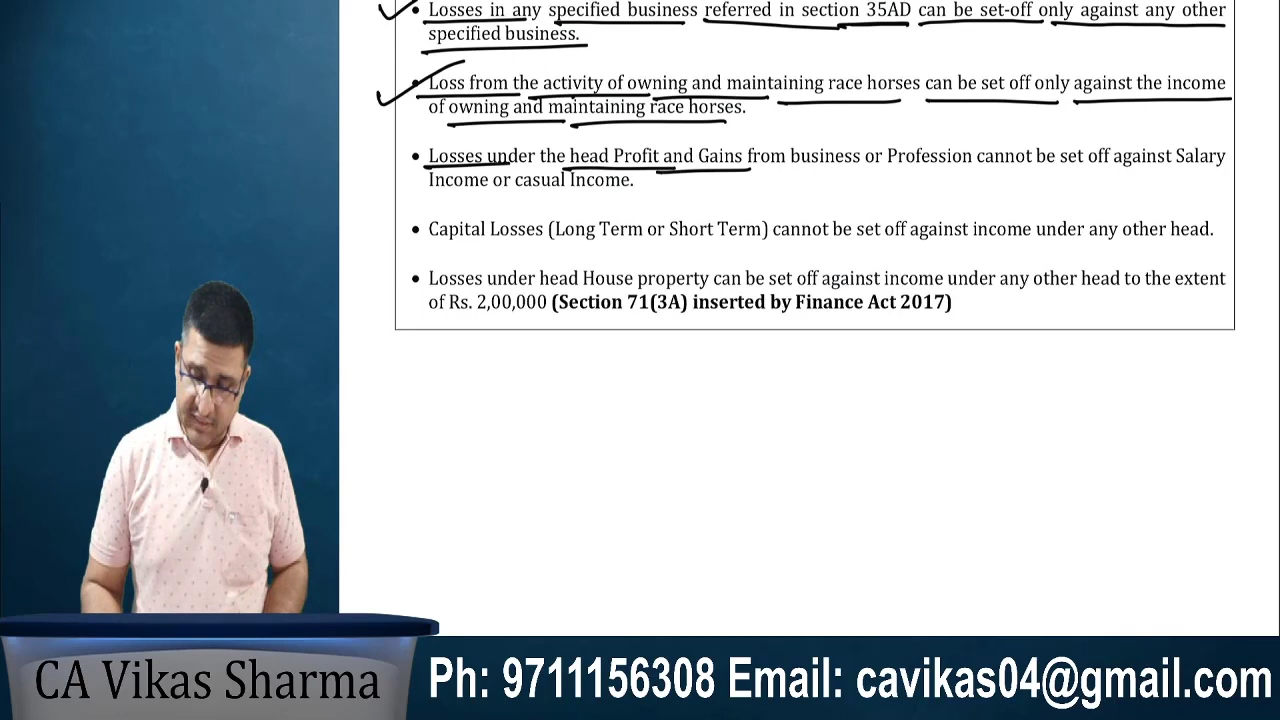 • Losses in any specified business referred in section 35AD can be set-off only against any other
specified business.
• Loss from the activity of owning and maintaining race horses can be set off only against the income
of owning and maintaining race horses.
• Losses under the head Profit and Gains from business or Profession cannot be set off against Salary
Income or casual Income.
• Capital Losses (Long Term or Short Term) cannot be set off against income under any other head.
• Losses under head House property can be set off against income under any other head to the extent
of Rs. 2,00,000 (Section 71(3A) inserted by Finance Act 2017)
CA Vikas Sharma
Ph: 9711156308 Email: cavikas04@gmail.com